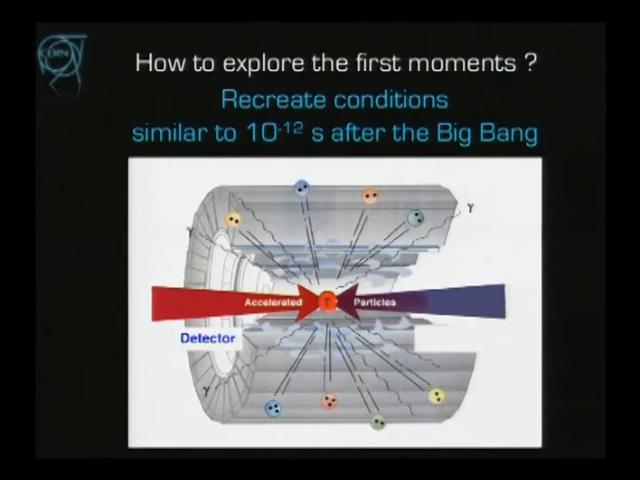 CERN
How to explore the first moments ?
Recreate conditions
similar to 10⁻¹² s after the Big Bang
γ
γ
Accelerated
Particles
Detector
γ